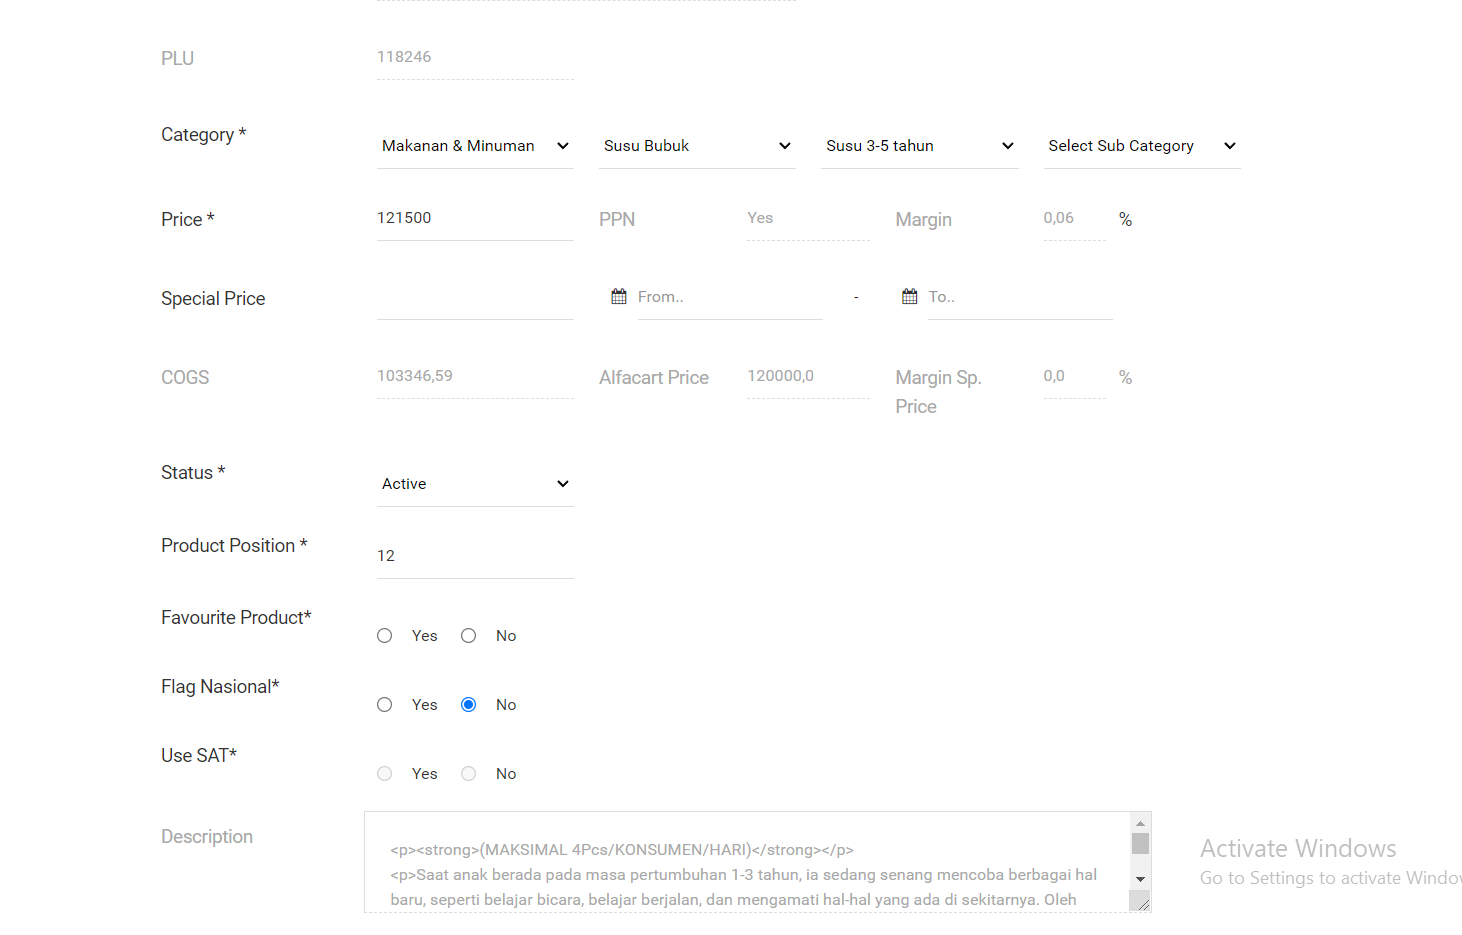 PLU 118246
Category * Makanan & Minuman Susu Bubuk Susu 3-5 tahun Select Sub Category
Price * 121500 PPN Yes Margin 0,06 %
Special Price From.. - To..
COGS 103346,59 Alfacart Price 120000,0 Margin Sp. Price 0,0 %
Status * Active
Product Position * 12
Favourite Product* Yes No
Flag Nasional* Yes No
Use SAT* Yes No
Description
<p><strong>(MAKSIMAL 4Pcs/KONSUMEN/HARI)</strong></p>
<p>Saat anak berada pada masa pertumbuhan 1-3 tahun, ia sedang senang mencoba berbagai hal
baru, seperti belajar bicara, belajar berjalan, dan mengamati hal-hal yang ada di sekitarnya. Oleh
Activate Windows
Go to Settings to activate Windo